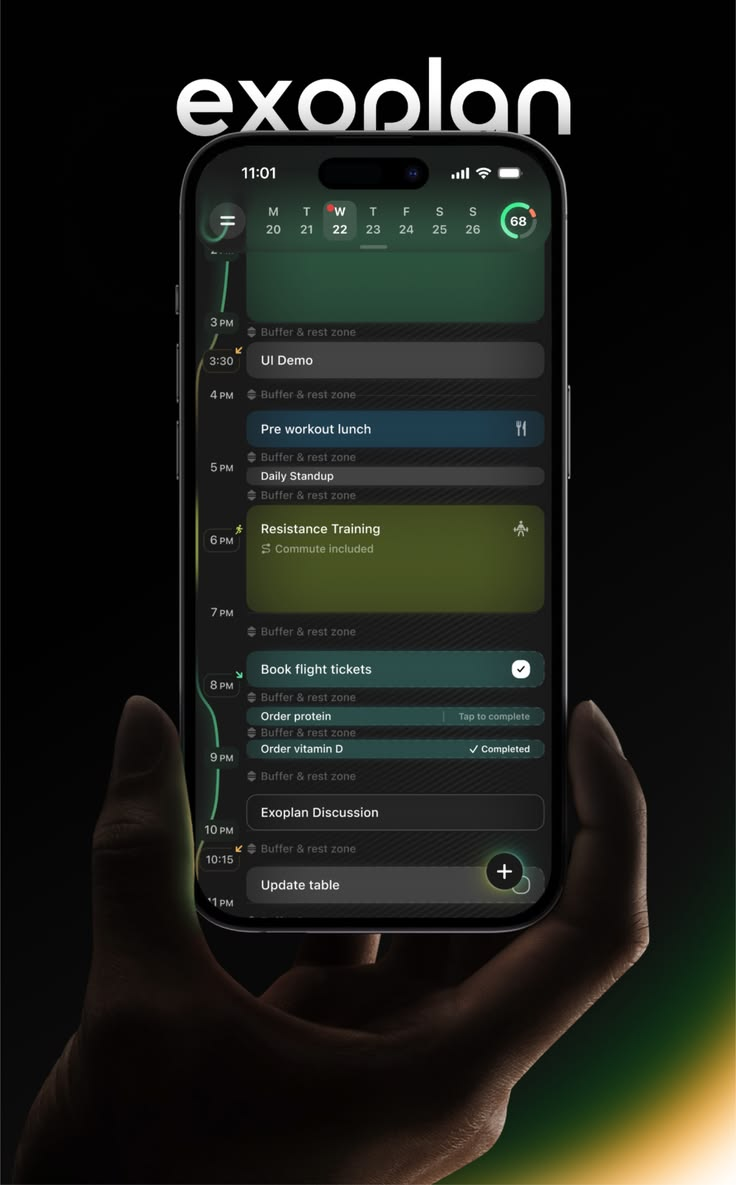 exoplan
11:01
M T W T F S S
20 21 22 23 24 25 26
68
3 PM
Buffer & rest zone
3:30
UI Demo
4 PM
Buffer & rest zone
Pre workout lunch
Buffer & rest zone
5 PM
Daily Standup
Buffer & rest zone
Resistance Training
6 PM
Commute included
7 PM
Buffer & rest zone
Book flight tickets
8 PM
Buffer & rest zone
Order protein | Tap to complete
Buffer & rest zone
Order vitamin D ✓ Completed
9 PM
Buffer & rest zone
Exoplan Discussion
10 PM
Buffer & rest zone
10:15
Update table
11 PM